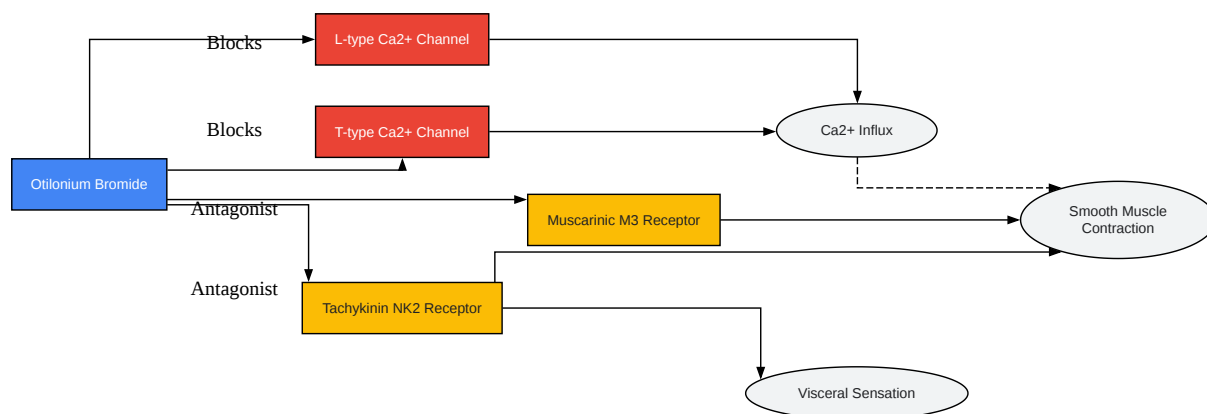 Blocks
L-type Ca2+ Channel
Blocks
T-type Ca2+ Channel
Ca2+ Influx
Otilonium Bromide
Antagonist
Muscarinic M3 Receptor
Smooth Muscle
Contraction
Antagonist
Tachykinin NK2 Receptor
Visceral Sensation